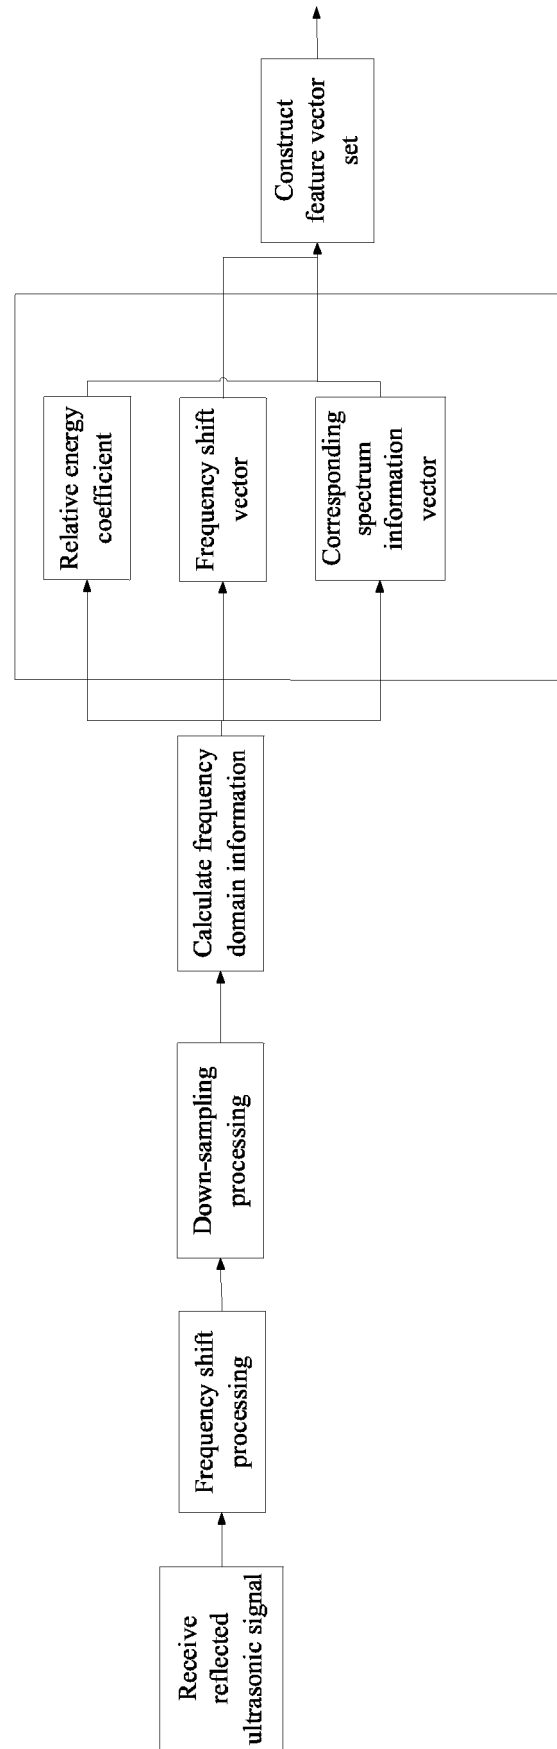 Receive
reflected
ultrasonic signal
Frequency shift
processing
Down-sampling
processing
Calculate frequency
domain information
Relative energy
coefficient
Frequency shift
vector
Corresponding
spectrum
information
vector
Construct
feature vector
set